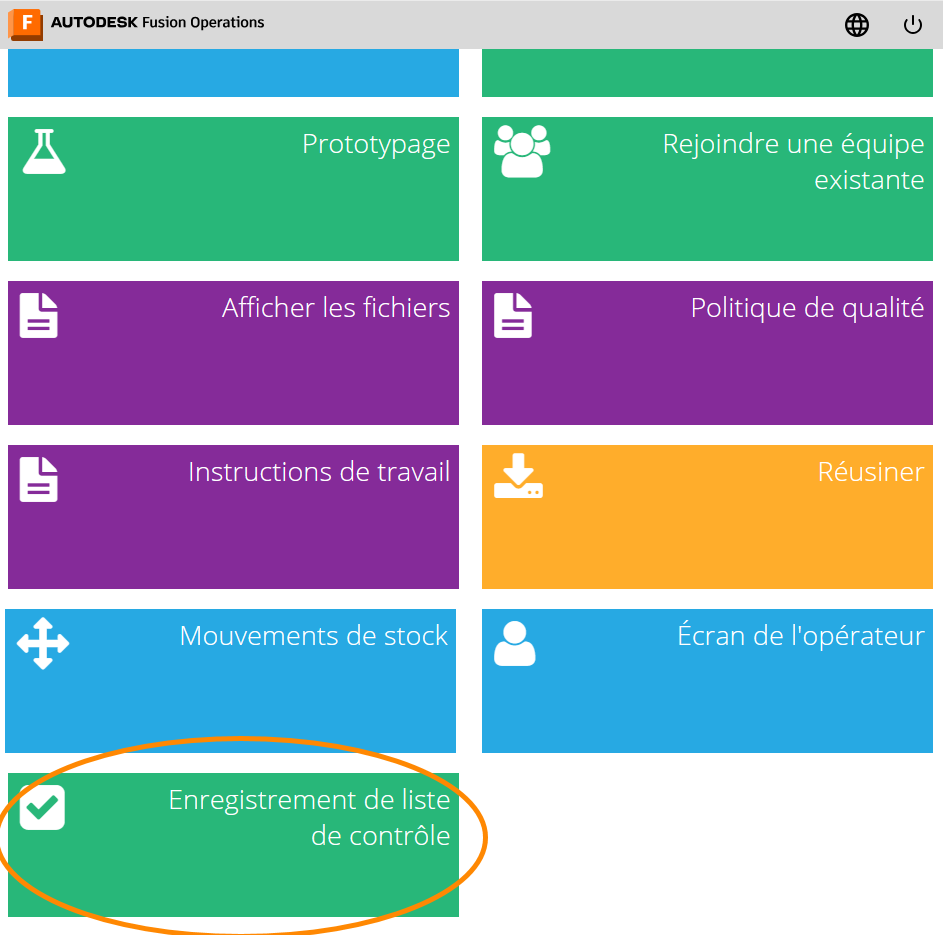 F AUTODESK Fusion Operations
Prototypage
Rejoindre une équipe
existante
Afficher les fichiers
Politique de qualité
Instructions de travail
Réusiner
Mouvements de stock
Écran de l'opérateur
Enregistrement de liste
de contrôle